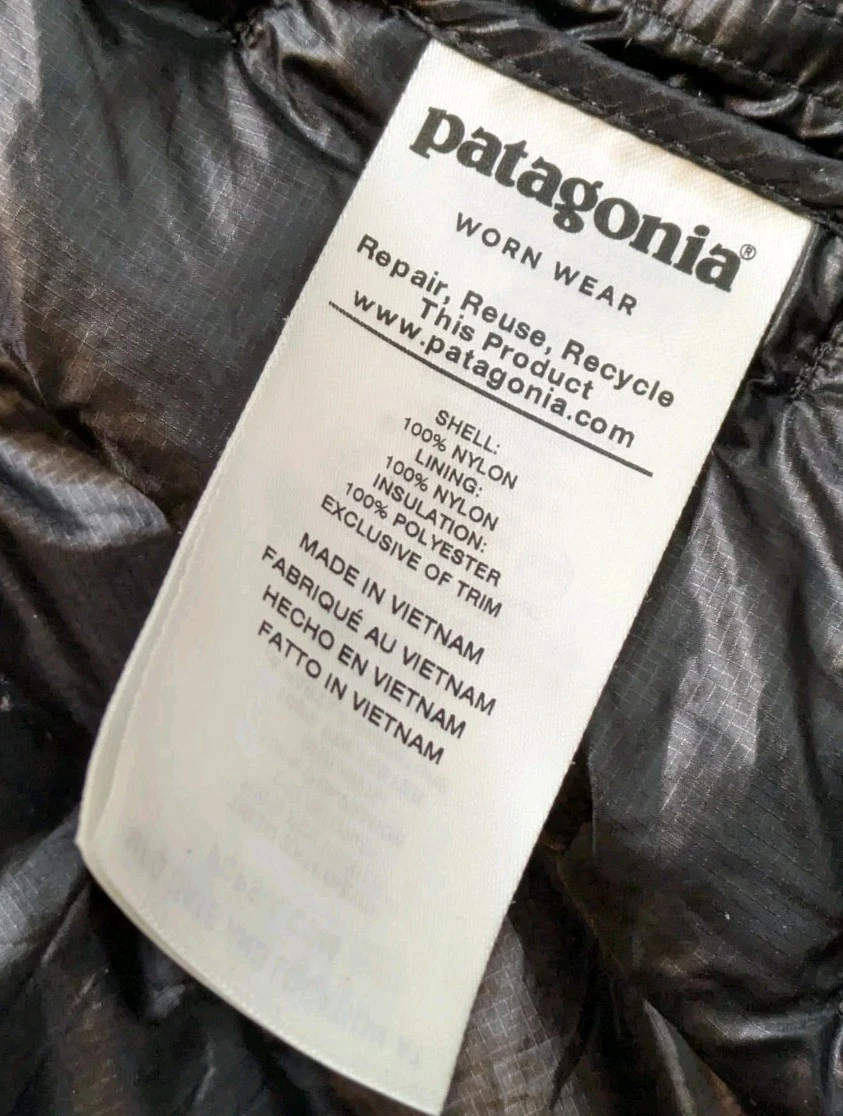 patagonia®
WORN WEAR
Repair, Reuse, Recycle
This Product
www.patagonia.com
SHELL:
100% NYLON
LINING:
100% NYLON
INSULATION:
100% POLYESTER
EXCLUSIVE OF TRIM
MADE IN VIETNAM
FABRIQUÉ AU VIETNAM
HECHO EN VIETNAM
FATTO IN VIETNAM